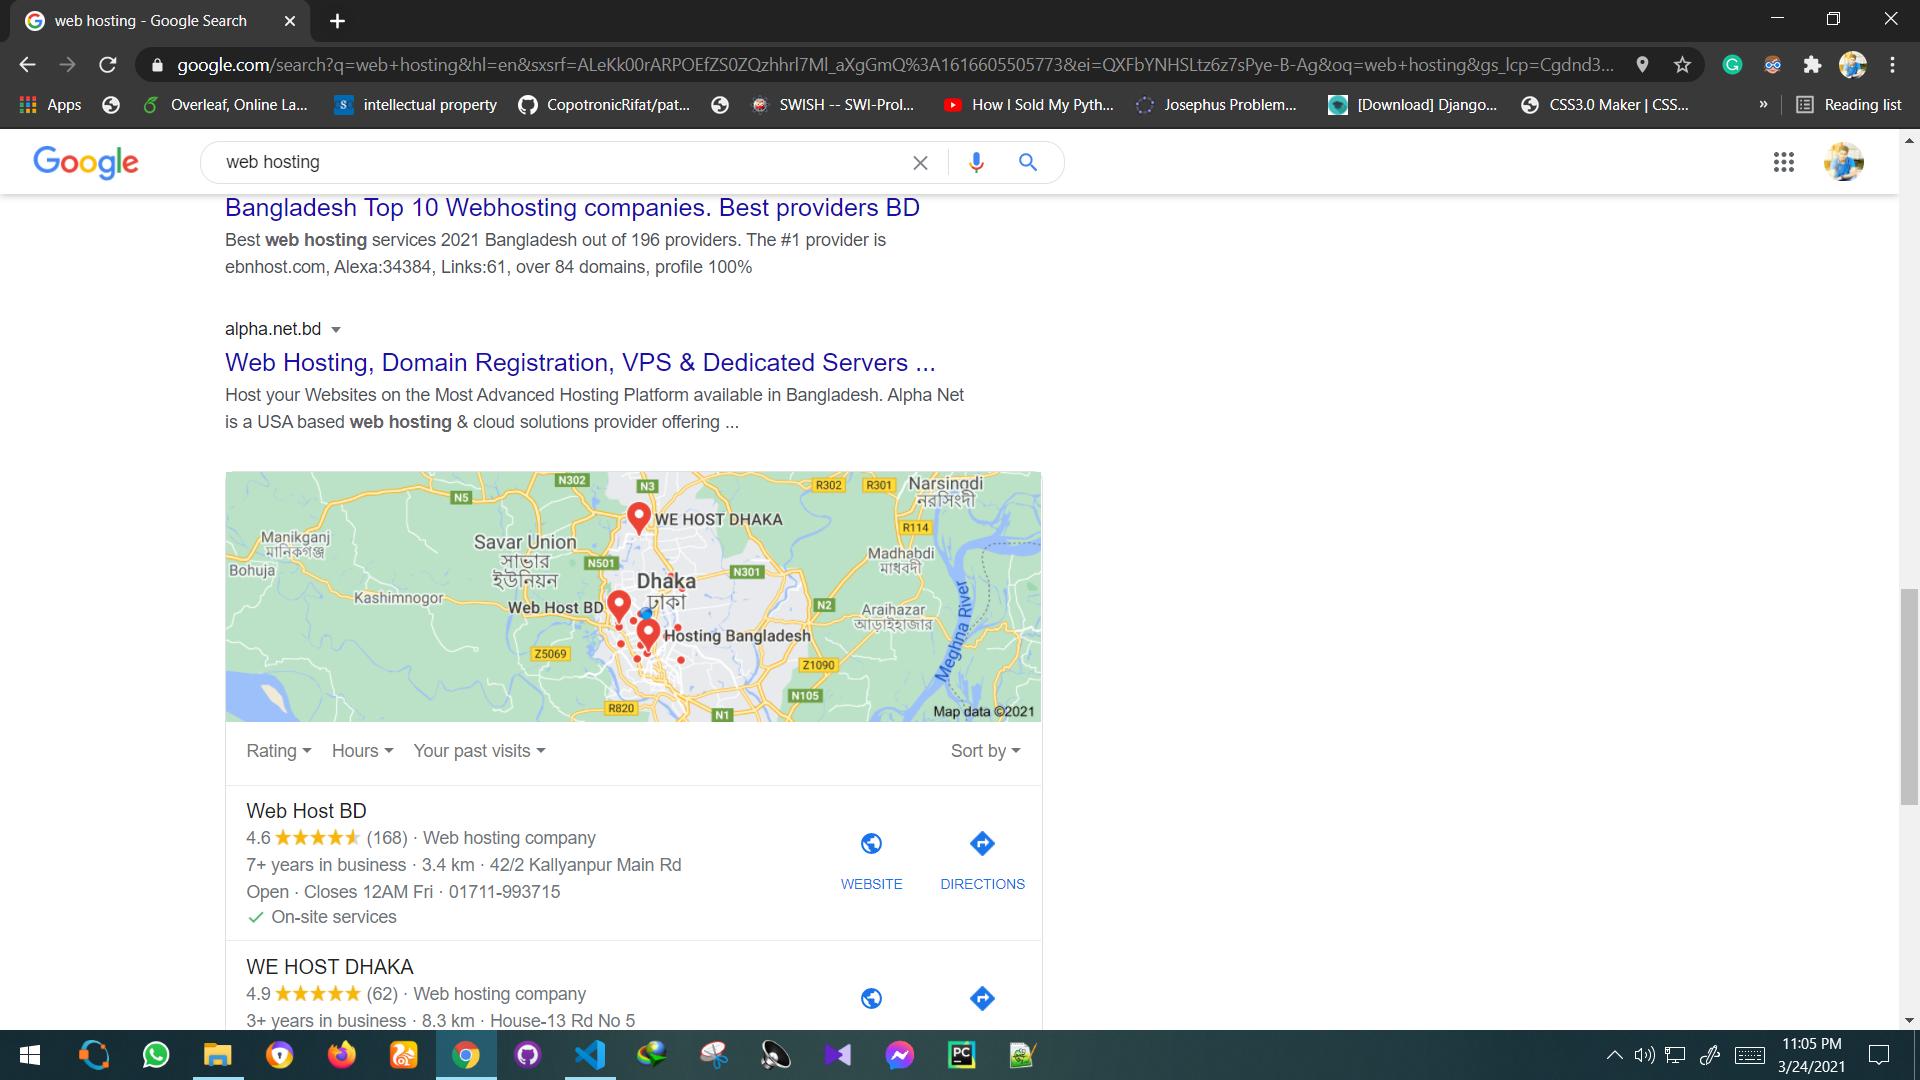 web hosting - Google Search
google.com/search?q=web+hosting&hl=en&sxsrf=ALeKk00rARPOEfZS0ZQzhhrl7Ml_aXgGmQ%3A1616605505773&ei=QXFbYNHSLtz6z7sPye-B-Ag&oq=web+hosting&gs_lcp=Cgdnd3...
Apps Overleaf, Online La... intellectual property CopotronicRifat/pat... SWISH -- SWI-Prol... How I Sold My Pyth... Josephus Problem... [Download] Django... CSS3.0 Maker | CSS... » Reading list
Google web hosting
Bangladesh Top 10 Webhosting companies. Best providers BD
Best web hosting services 2021 Bangladesh out of 196 providers. The #1 provider is
ebnhost.com, Alexa:34384, Links:61, over 84 domains, profile 100%
alpha.net.bd
Web Hosting, Domain Registration, VPS & Dedicated Servers ...
Host your Websites on the Most Advanced Hosting Platform available in Bangladesh. Alpha Net
is a USA based web hosting & cloud solutions provider offering ...
N302 N3 R302 R301 Narsingdi
নরসিংদী
N5
WE HOST DHAKA
R114
Manikganj
মানিকগঞ্জ
Savar Union
সাভার
ইউনিয়ন
Madhabdi
মাধবদী
Bohuja
N501
N301
Dhaka
ঢাকা
Kashimnogor
Web Host BD
N2
Araihazar
আড়াইহাজার
Hosting Bangladesh
Meghna River
Z5069
Z1090
N105
R820
N1
Map data ©2021
Rating Hours Your past visits Sort by
Web Host BD
4.6 (168) · Web hosting company
7+ years in business · 3.4 km · 42/2 Kallyanpur Main Rd
Open · Closes 12AM Fri · 01711-993715
On-site services
WEBSITE DIRECTIONS
WE HOST DHAKA
4.9 (62) · Web hosting company
3+ years in business · 8.3 km · House-13 Rd No 5
PC
11:05 PM
3/24/2021